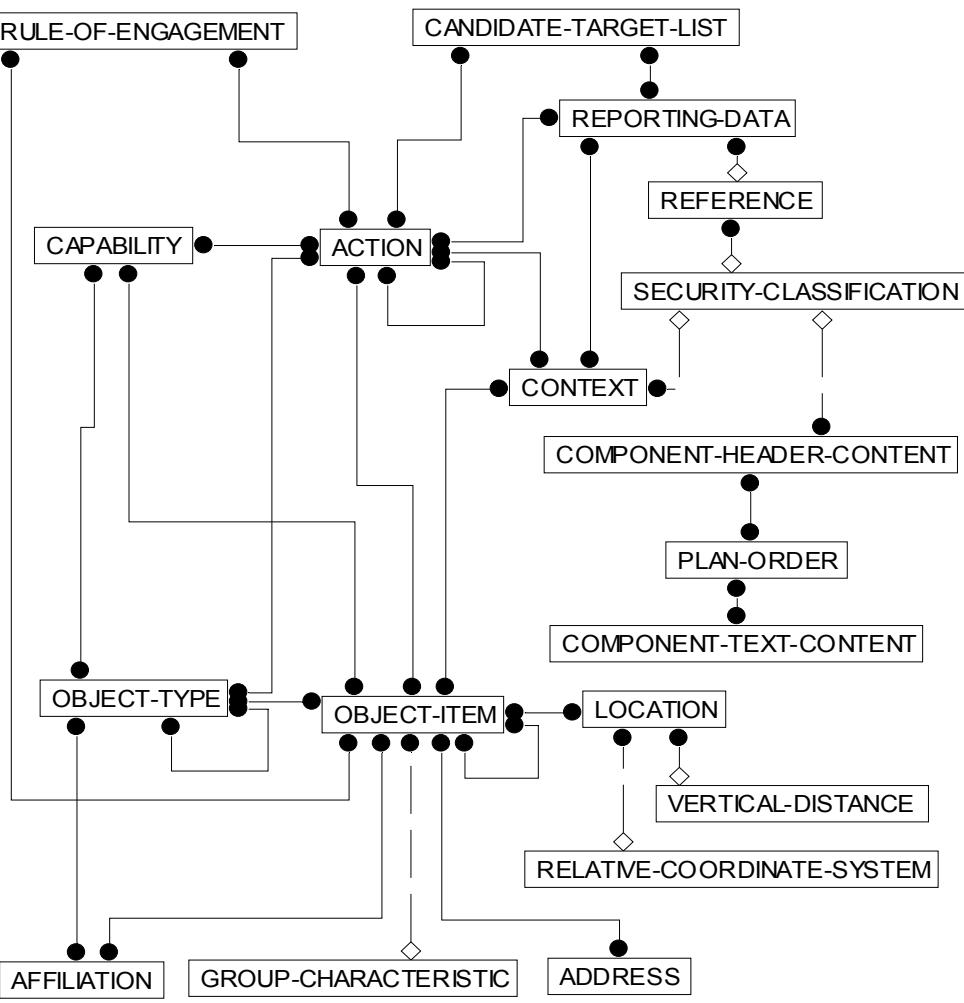 RULE-OF-ENGAGEMENT
CANDIDATE-TARGET-LIST
REPORTING-DATA
REFERENCE
CAPABILITY
ACTION
SECURITY-CLASSIFICATION
CONTEXT
COMPONENT-HEADER-CONTENT
PLAN-ORDER
COMPONENT-TEXT-CONTENT
OBJECT-TYPE
OBJECT-ITEM
LOCATION
VERTICAL-DISTANCE
RELATIVE-COORDINATE-SYSTEM
AFFILIATION
GROUP-CHARACTERISTIC
ADDRESS